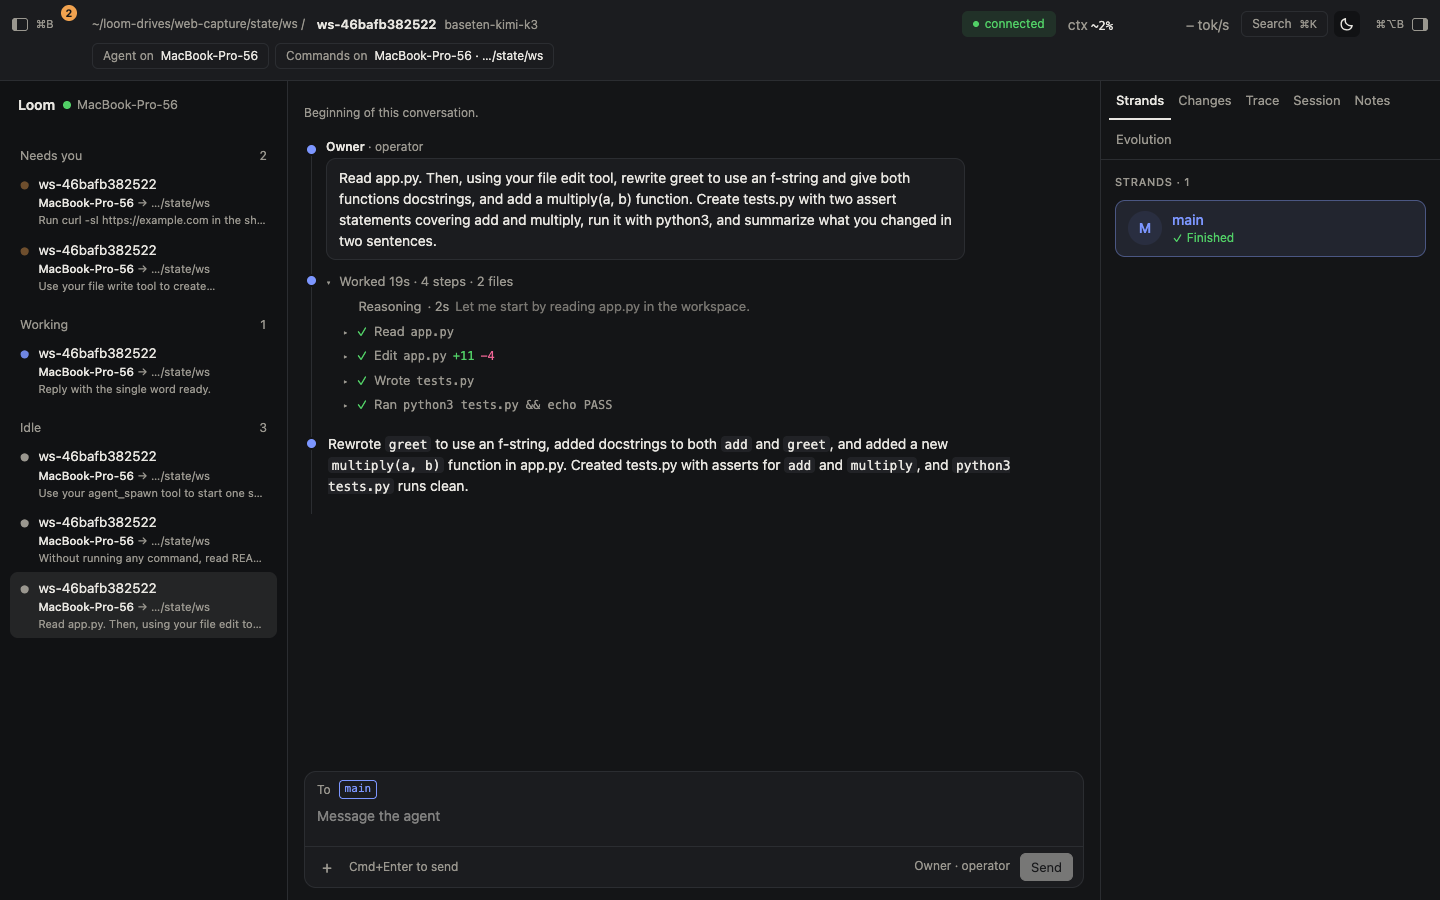 ⌘B
2
~/loom-drives/web-capture/state/ws / ws-46bafb382522 baseten-kimi-k3
connected
ctx ~2%
– tok/s
Search ⌘K
⌘⌥B
Agent on MacBook-Pro-56
Commands on MacBook-Pro-56 · …/state/ws
Loom MacBook-Pro-56
Needs you 2
ws-46bafb382522
MacBook-Pro-56 → …/state/ws
Run curl -sI https://example.com in the sh…
ws-46bafb382522
MacBook-Pro-56 → …/state/ws
Use your file write tool to create…
Working 1
ws-46bafb382522
MacBook-Pro-56 → …/state/ws
Reply with the single word ready.
Idle 3
ws-46bafb382522
MacBook-Pro-56 → …/state/ws
Use your agent_spawn tool to start one s…
ws-46bafb382522
MacBook-Pro-56 → …/state/ws
Without running any command, read REA…
ws-46bafb382522
MacBook-Pro-56 → …/state/ws
Read app.py. Then, using your file edit to…
Beginning of this conversation.
Owner · operator
Read app.py. Then, using your file edit tool, rewrite greet to use an f-string and give both
functions docstrings, and add a multiply(a, b) function. Create tests.py with two assert
statements covering add and multiply, run it with python3, and summarize what you changed in
two sentences.
Worked 19s · 4 steps · 2 files
Reasoning · 2s Let me start by reading app.py in the workspace.
✓ Read app.py
✓ Edit app.py +11 −4
✓ Wrote tests.py
✓ Ran python3 tests.py && echo PASS
Rewrote greet to use an f-string, added docstrings to both add and greet, and added a new
multiply(a, b) function in app.py. Created tests.py with asserts for add and multiply, and python3
tests.py runs clean.
To main
Message the agent
+ Cmd+Enter to send
Owner · operator
Send
Strands Changes Trace Session Notes
Evolution
STRANDS · 1
M
main
✓ Finished